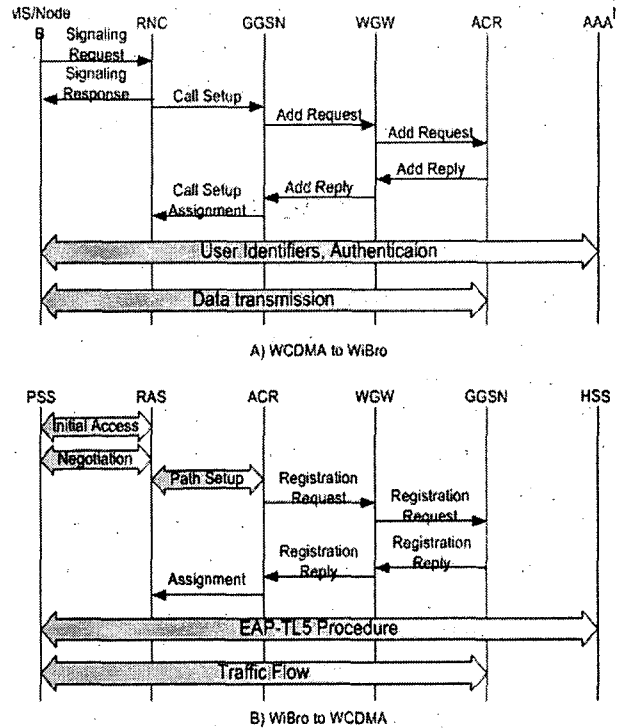 MS/Node B
RNC
GGSN
WGW
ACR
AAA
Signaling
Request
Signaling
Response
Call Setup
Add Request
Add Request
Add Reply
Add Reply
Call Setup
Assignment
User Identifiers, Authenticaion
Data transmission
A) WCDMA to WiBro
PSS
RAS
ACR
WGW
GGSN
HSS
Initial Access
Negotiation
Path Setup
Registration
Request
Registration
Request
Registration
Reply
Registration
Reply
Assignment
EAP-TL5 Procedure
Traffic Flow
B) WiBro to WCDMA